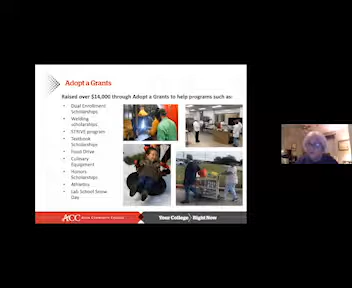 Adopt a Grants
Raised over $14,000 through Adopt a Grants to help programs such as:
Dual Enrollment
Scholarships
Welding
Scholarships
STRIVE program
Textbook
Scholarships
Food Drive
Culinary
Equipment
Honors
Scholarships
Athletics
Lab School Snow
Day
ACC
Your College Right Now